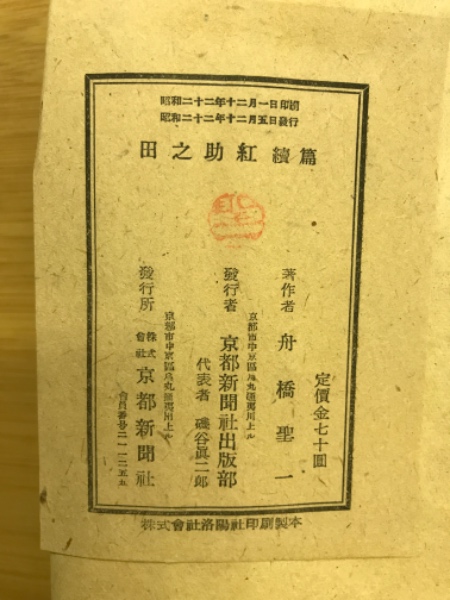 昭和二十二年十二月一日印刷
昭和二十二年十二月五日發行
田之助紅 續篇
定價金七十圓
著作者 舟橋聖一
京都市中京區烏丸通夷川上ル
發行者 京都新聞社出版部
代表者 磯谷眞二郎
京都市中京區烏丸通夷川上ル
發行所 株式會社 京都新聞社
會員番号
株式會社洛陽社印刷製本